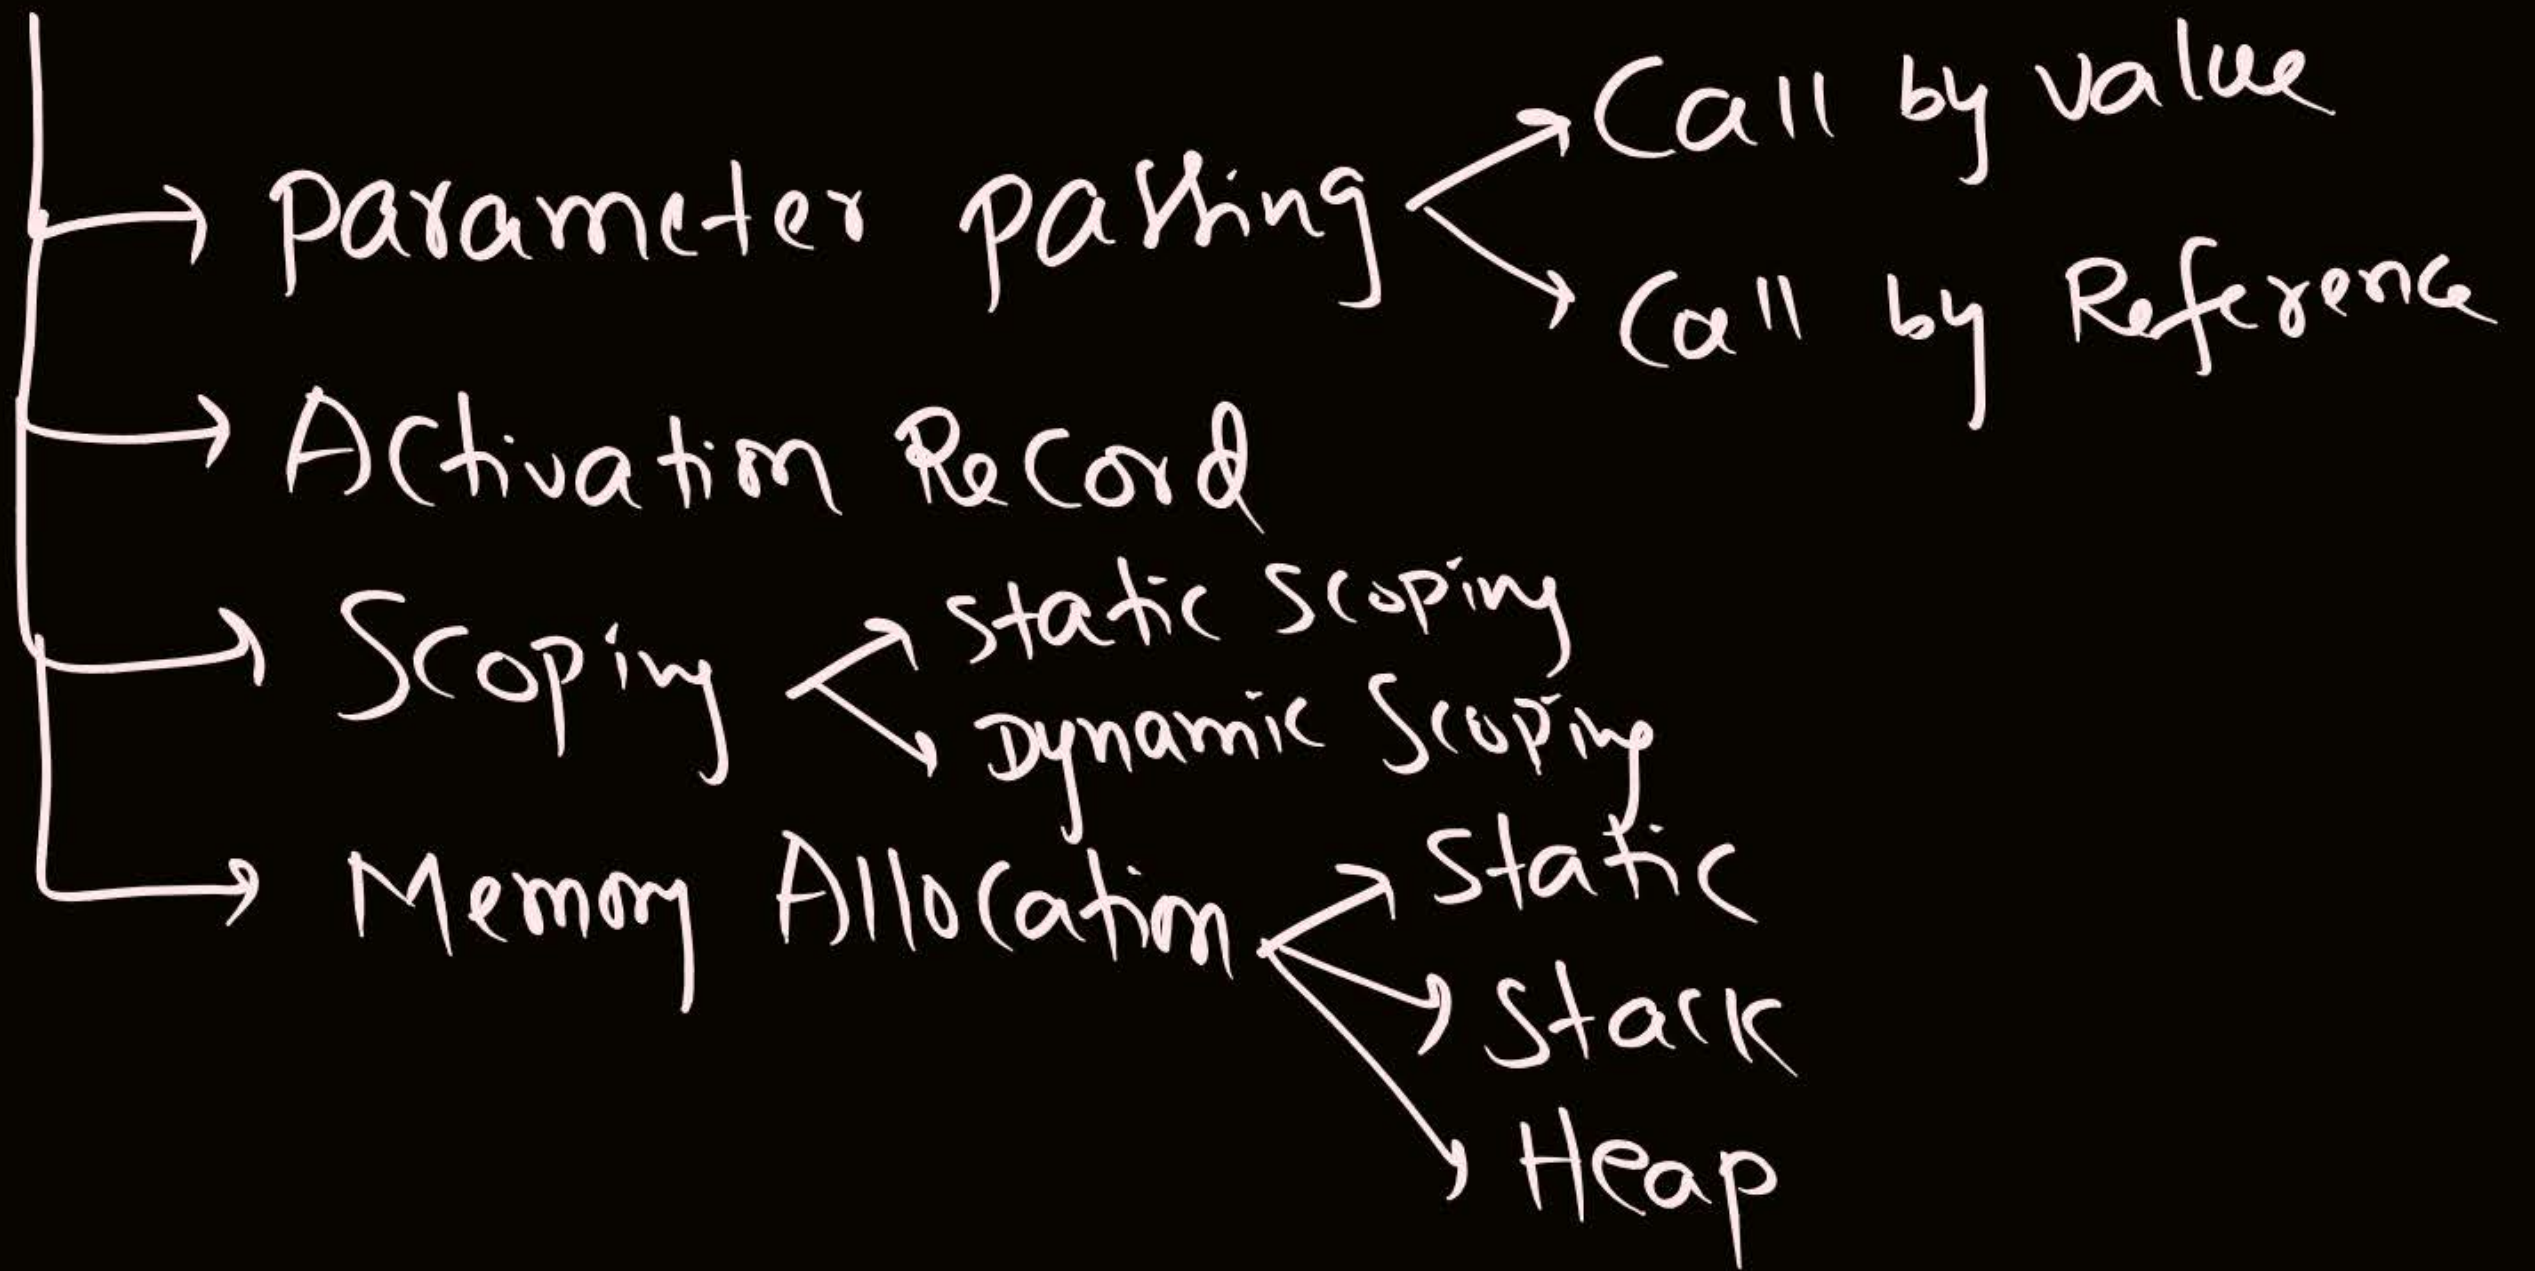 Call by value
parameter passing
Call by Reference
Activation Record
Static Scoping
Scoping
Dynamic Scoping
Static
Memory Allocation
Stack
Heap